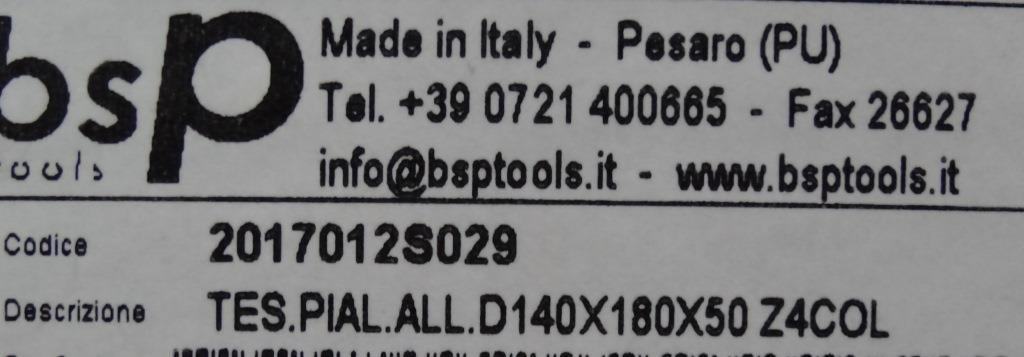 bsp
tools
Made in Italy - Pesaro (PU)
Tel. +39 0721 400665 - Fax 26627
info@bsptools.it - www.bsptools.it
Codice 2017012S029
Descrizione TES.PIAL.ALL.D140X180X50 Z4COL